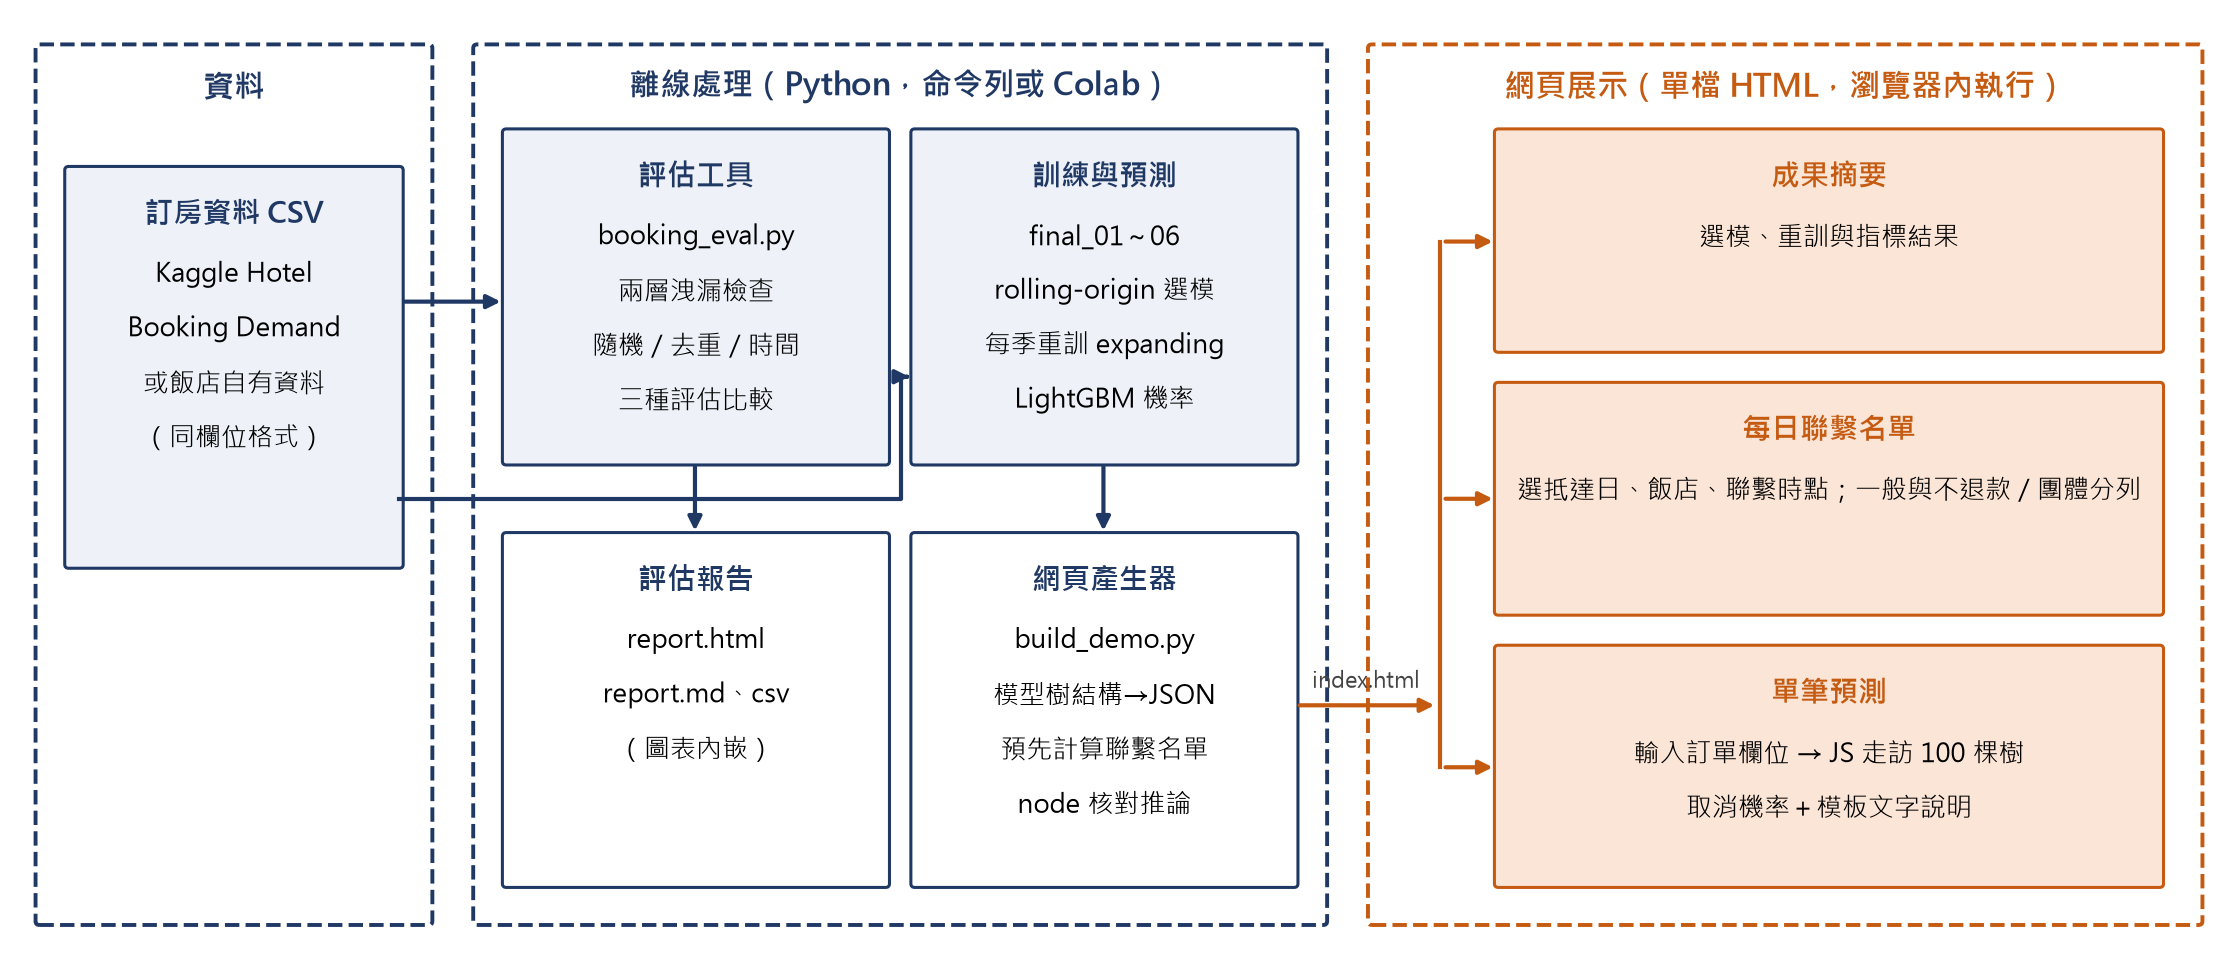 資料
訂房資料 CSV
Kaggle Hotel
Booking Demand
或飯店自有資料
（同欄位格式）
離線處理（Python，命令列或 Colab）
評估工具
booking_eval.py
兩層洩漏檢查
隨機 / 去重 / 時間
三種評估比較
訓練與預測
final_01～06
rolling-origin 選模
每季重訓 expanding
LightGBM 機率
評估報告
report.html
report.md、csv
（圖表內嵌）
網頁產生器
build_demo.py
模型樹結構→JSON
預先計算聯繫名單
node 核對推論
index.html
網頁展示（單檔 HTML，瀏覽器內執行）
成果摘要
選模、重訓與指標結果
每日聯繫名單
選抵達日、飯店、聯繫時點；一般與不退款 / 團體分列
單筆預測
輸入訂單欄位 → JS 走訪 100 棵樹
取消機率 + 模板文字說明